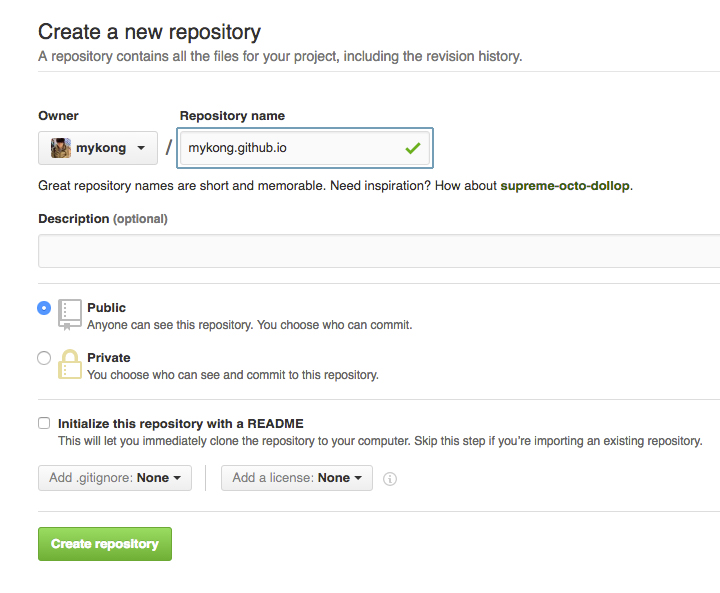 Create a new repository
A repository contains all the files for your project, including the revision history.
Owner
Repository name
mykong / mykong.github.io
Great repository names are short and memorable. Need inspiration? How about supreme-octo-dollop.
Description (optional)
Public
Anyone can see this repository. You choose who can commit.
Private
You choose who can see and commit to this repository.
Initialize this repository with a README
This will let you immediately clone the repository to your computer. Skip this step if you're importing an existing repository.
Add .gitignore: None
Add a license: None
Create repository